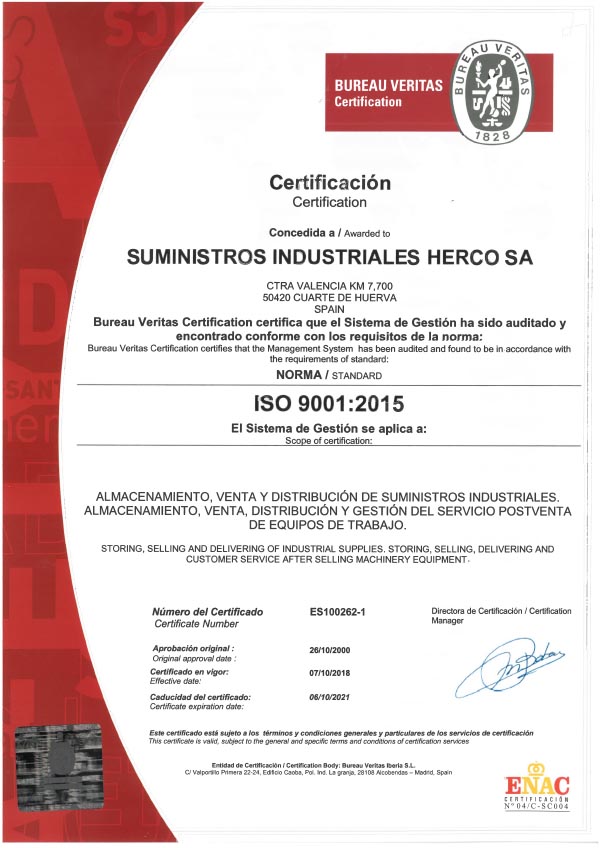 BUREAU VERITAS
Certification
BUREAU VERITAS
1828
Certificación
Certification
Concedida a / Awarded to
SUMINISTROS INDUSTRIALES HERCO SA
CTRA VALENCIA KM 7,700
50420 CUARTE DE HUERVA
SPAIN
Bureau Veritas Certification certifica que el Sistema de Gestión ha sido auditado y
encontrado conforme con los requisitos de la norma:
Bureau Veritas Certification certifies that the Management System has been audited and found to be in accordance with
the requirements of standard:
NORMA / STANDARD
ISO 9001:2015
El Sistema de Gestión se aplica a:
Scope of certification:
ALMACENAMIENTO, VENTA Y DISTRIBUCIÓN DE SUMINISTROS INDUSTRIALES.
ALMACENAMIENTO, VENTA, DISTRIBUCIÓN Y GESTIÓN DEL SERVICIO POSTVENTA
DE EQUIPOS DE TRABAJO.
STORING, SELLING AND DELIVERING OF INDUSTRIAL SUPPLIES. STORING, SELLING, DELIVERING AND
CUSTOMER SERVICE AFTER SELLING MACHINERY EQUIPMENT.
Número del Certificado ES100262-1
Certificate Number
Directora de Certificación / Certification
Manager
Aprobación original : 26/10/2000
Original approval date :
Certificado en vigor: 07/10/2018
Effective date:
Caducidad del certificado: 06/10/2021
Certificate expiration date:
Este certificado está sujeto a los términos y condiciones generales y particulares de los servicios de certificación
This certificate is valid, subject to the general and specific terms and conditions of certification services
Entidad de Certificación / Certification Body: Bureau Veritas Iberia S.L.
C/ Valportillo Primera 22-24, Edificio Caoba, Pol. Ind. La granja, 28108 Alcobendas – Madrid, Spain
ENAC
CERTIFICACIÓN
Nº 04/C-SC004